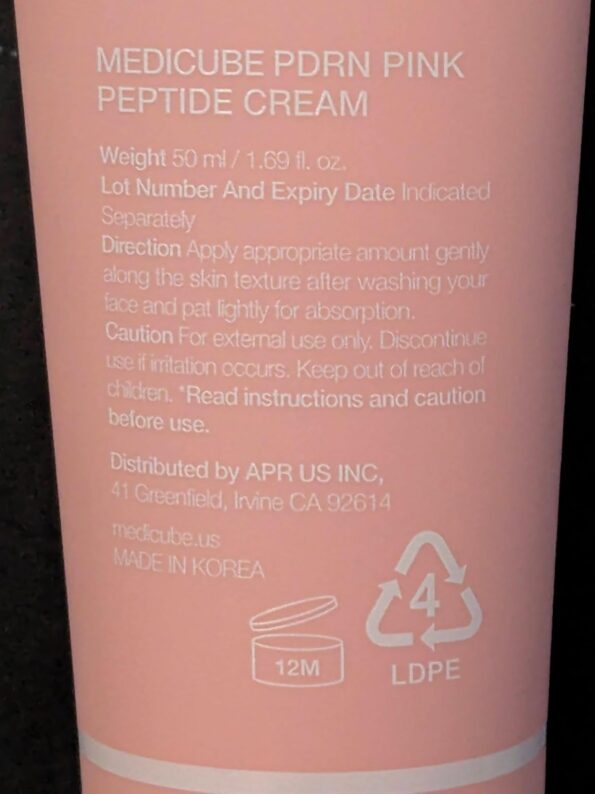 MEDICUBE PDRN PINK
PEPTIDE CREAM
Weight 50 ml / 1.69 fl. oz.
Lot Number And Expiry Date Indicated
Separately
Direction Apply appropriate amount gently
along the skin texture after washing your
face and pat lightly for absorption.
Caution For external use only. Discontinue
use if irritation occurs. Keep out of reach of
children. *Read instructions and caution
before use.
Distributed by APR US INC,
41 Greenfield, Irvine CA 92614
medicube.us
MADE IN KOREA
12M
4
LDPE